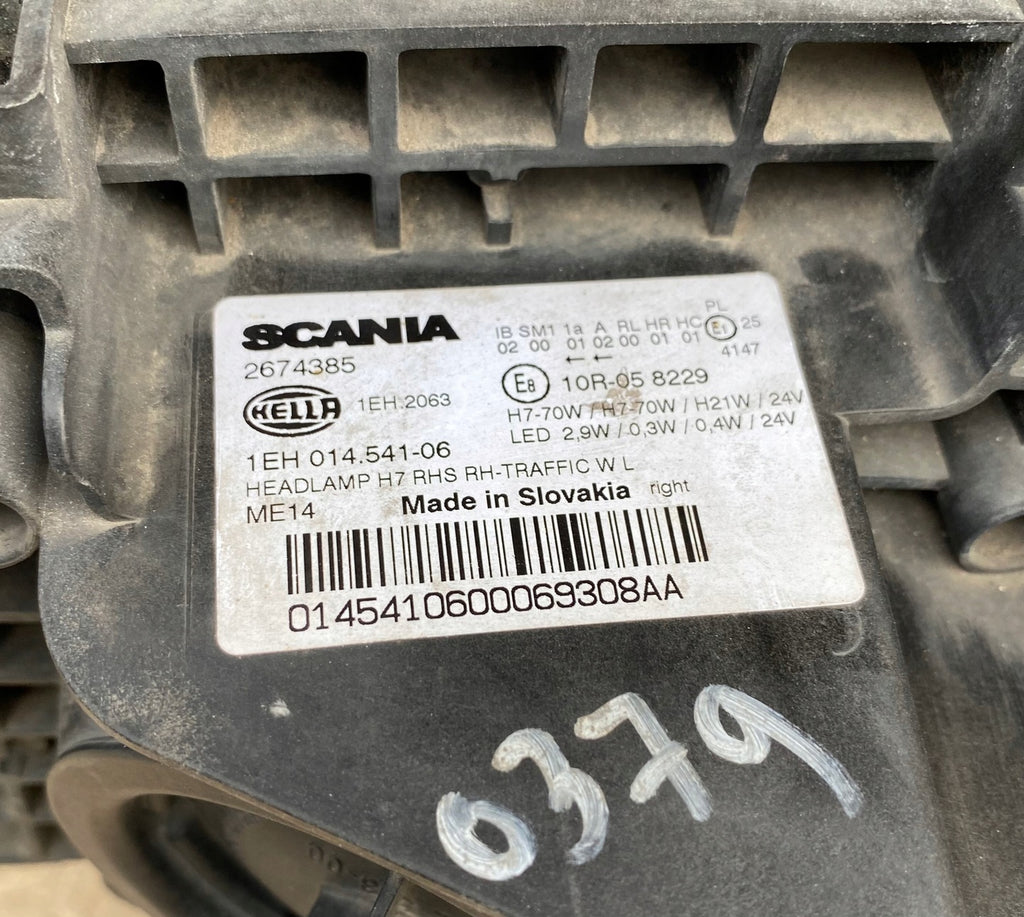 SCANIA
2674385
HELLA 1EH.2063
1EH 014.541-06
HEADLAMP H7 RHS RH-TRAFFIC W L
ME14 Made in Slovakia right
PL
IB SM1 1a A RL HR HC E1 25
02 00 01 02 00 01 01 4147
← ←
E8 10R-05 8229
H7-70W / H7-70W / H21W / 24V
LED 2,9W / 0,3W / 0,4W / 24V
0145410600069308AA
0379